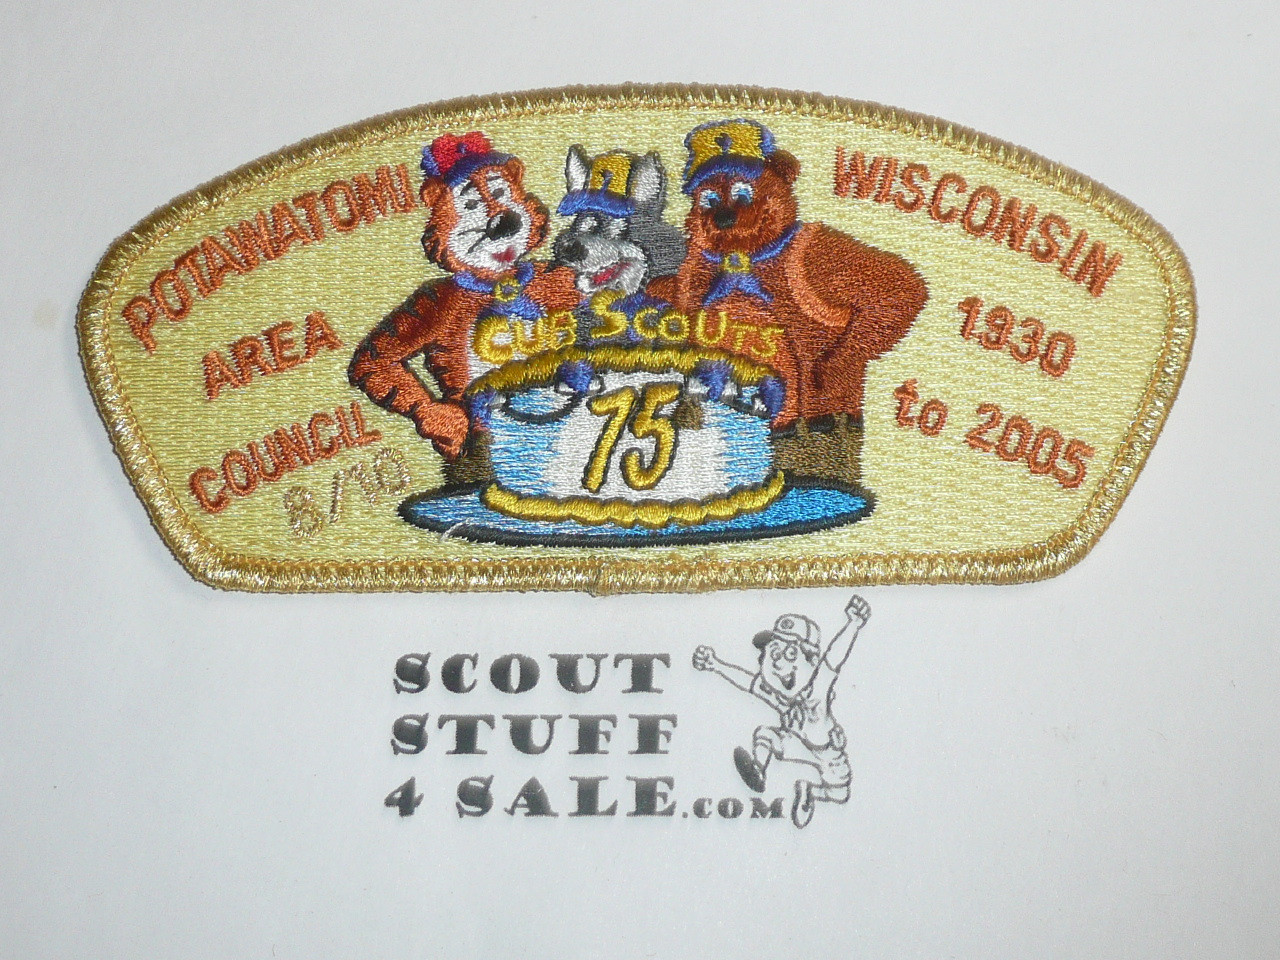 POTAWATOMI
AREA
COUNCIL
8/10
WISCONSIN
1930
to 2005
CUB SCOUTS
75
SCOUT
STUFF
4 SALE.COM